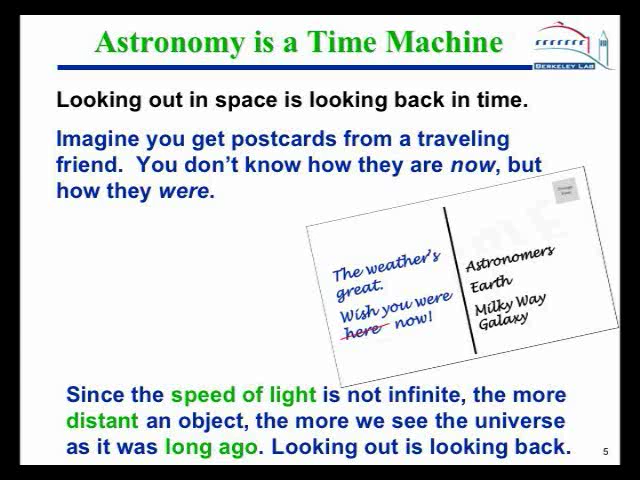 Astronomy is a Time Machine
BERKELEY LAB
Looking out in space is looking back in time.
Imagine you get postcards from a traveling
friend. You don't know how they are now, but
how they were.
The weather's
great.
Wish you were
here now!
Astronomers
Earth
Milky Way
Galaxy
Since the speed of light is not infinite, the more
distant an object, the more we see the universe
as it was long ago. Looking out is looking back.
5